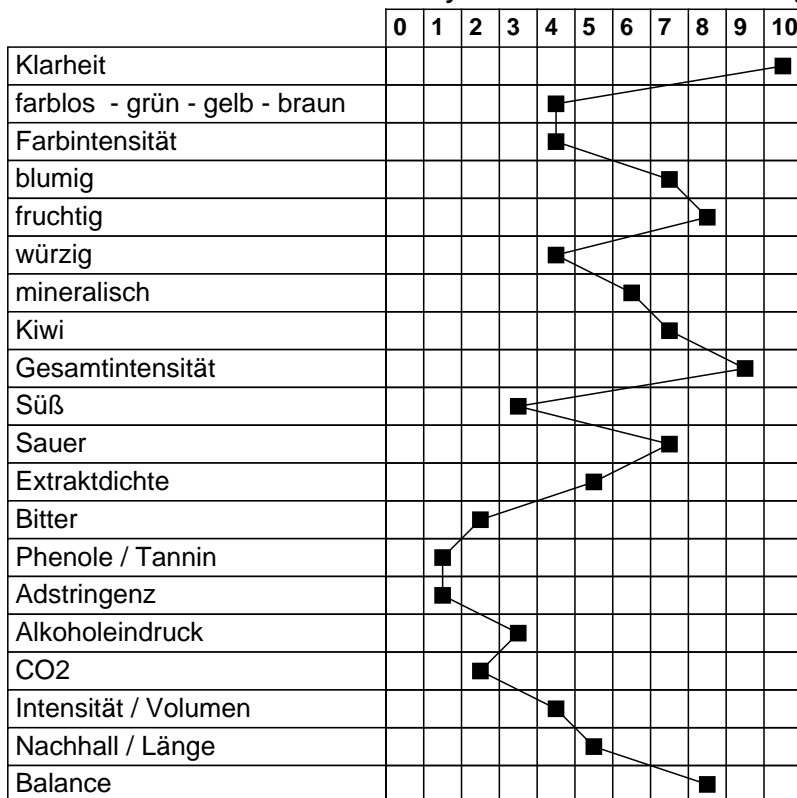 0 1 2 3 4 5 6 7 8 9 10
Klarheit
farblos - grün - gelb - braun
Farbintensität
blumig
fruchtig
würzig
mineralisch
Kiwi
Gesamtintensität
Süß
Sauer
Extraktdichte
Bitter
Phenole / Tannin
Adstringenz
Alkoholeindruck
CO2
Intensität / Volumen
Nachhall / Länge
Balance